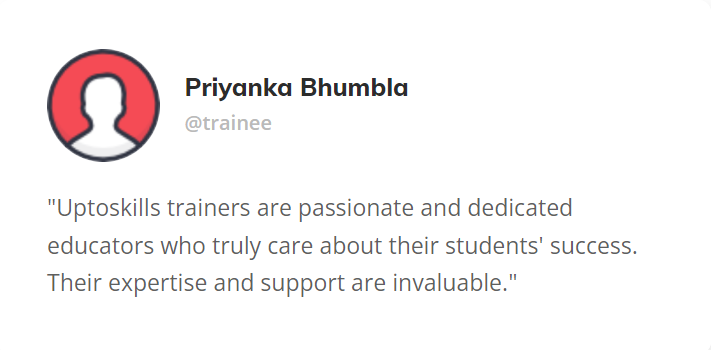 Priyanka Bhumbla
@trainee
"Uptoskills trainers are passionate and dedicated
educators who truly care about their students' success.
Their expertise and support are invaluable."